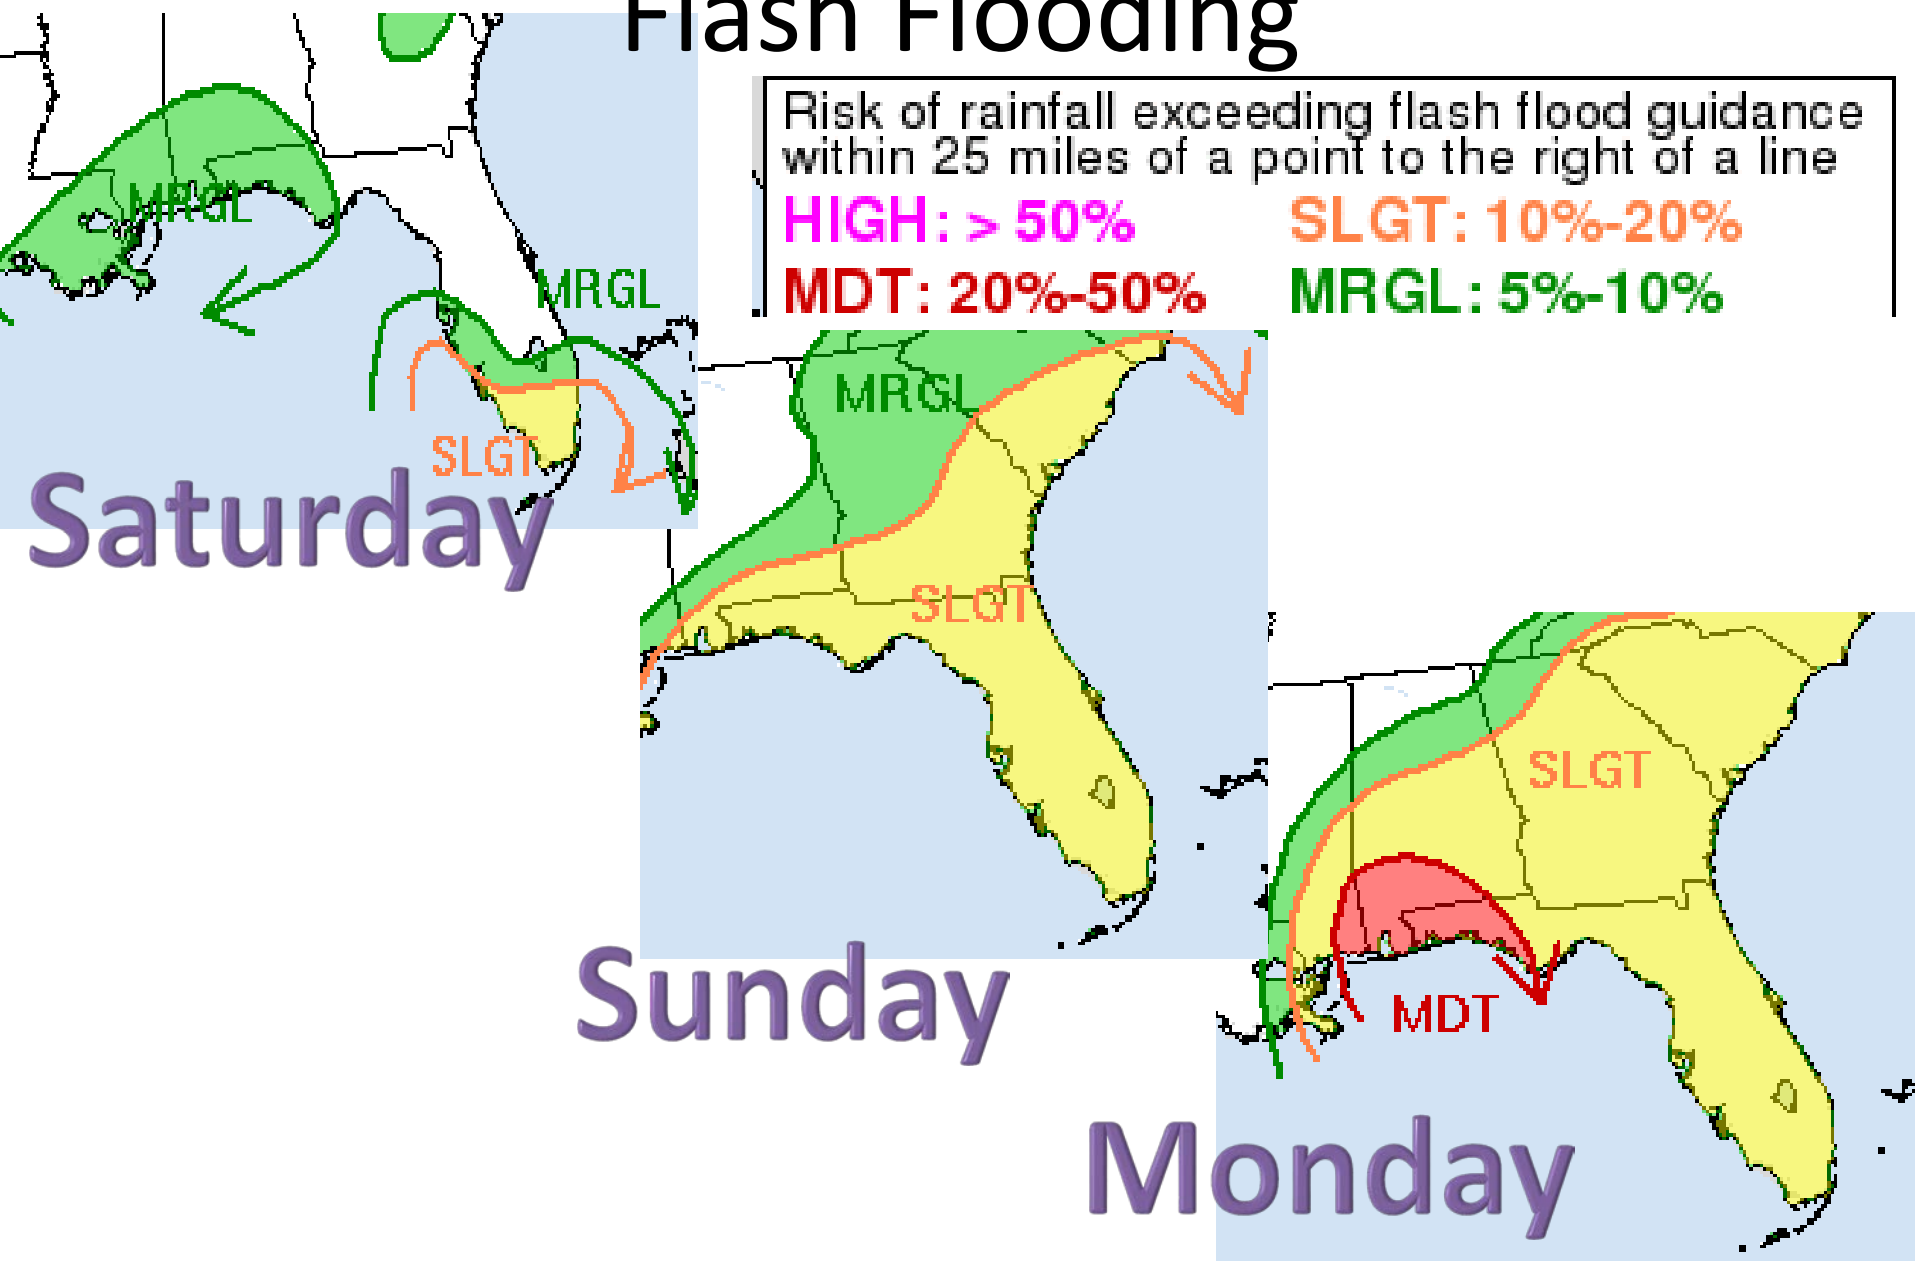 Flash Flooding
Risk of rainfall exceeding flash flood guidance
within 25 miles of a point to the right of a line
HIGH: > 50% SLGT: 10%-20%
MDT: 20%-50% MRGL: 5%-10%
MRGL
MRGL
SLGT
Saturday
MRGL
SLGT
Sunday
SLGT
MDT
Monday